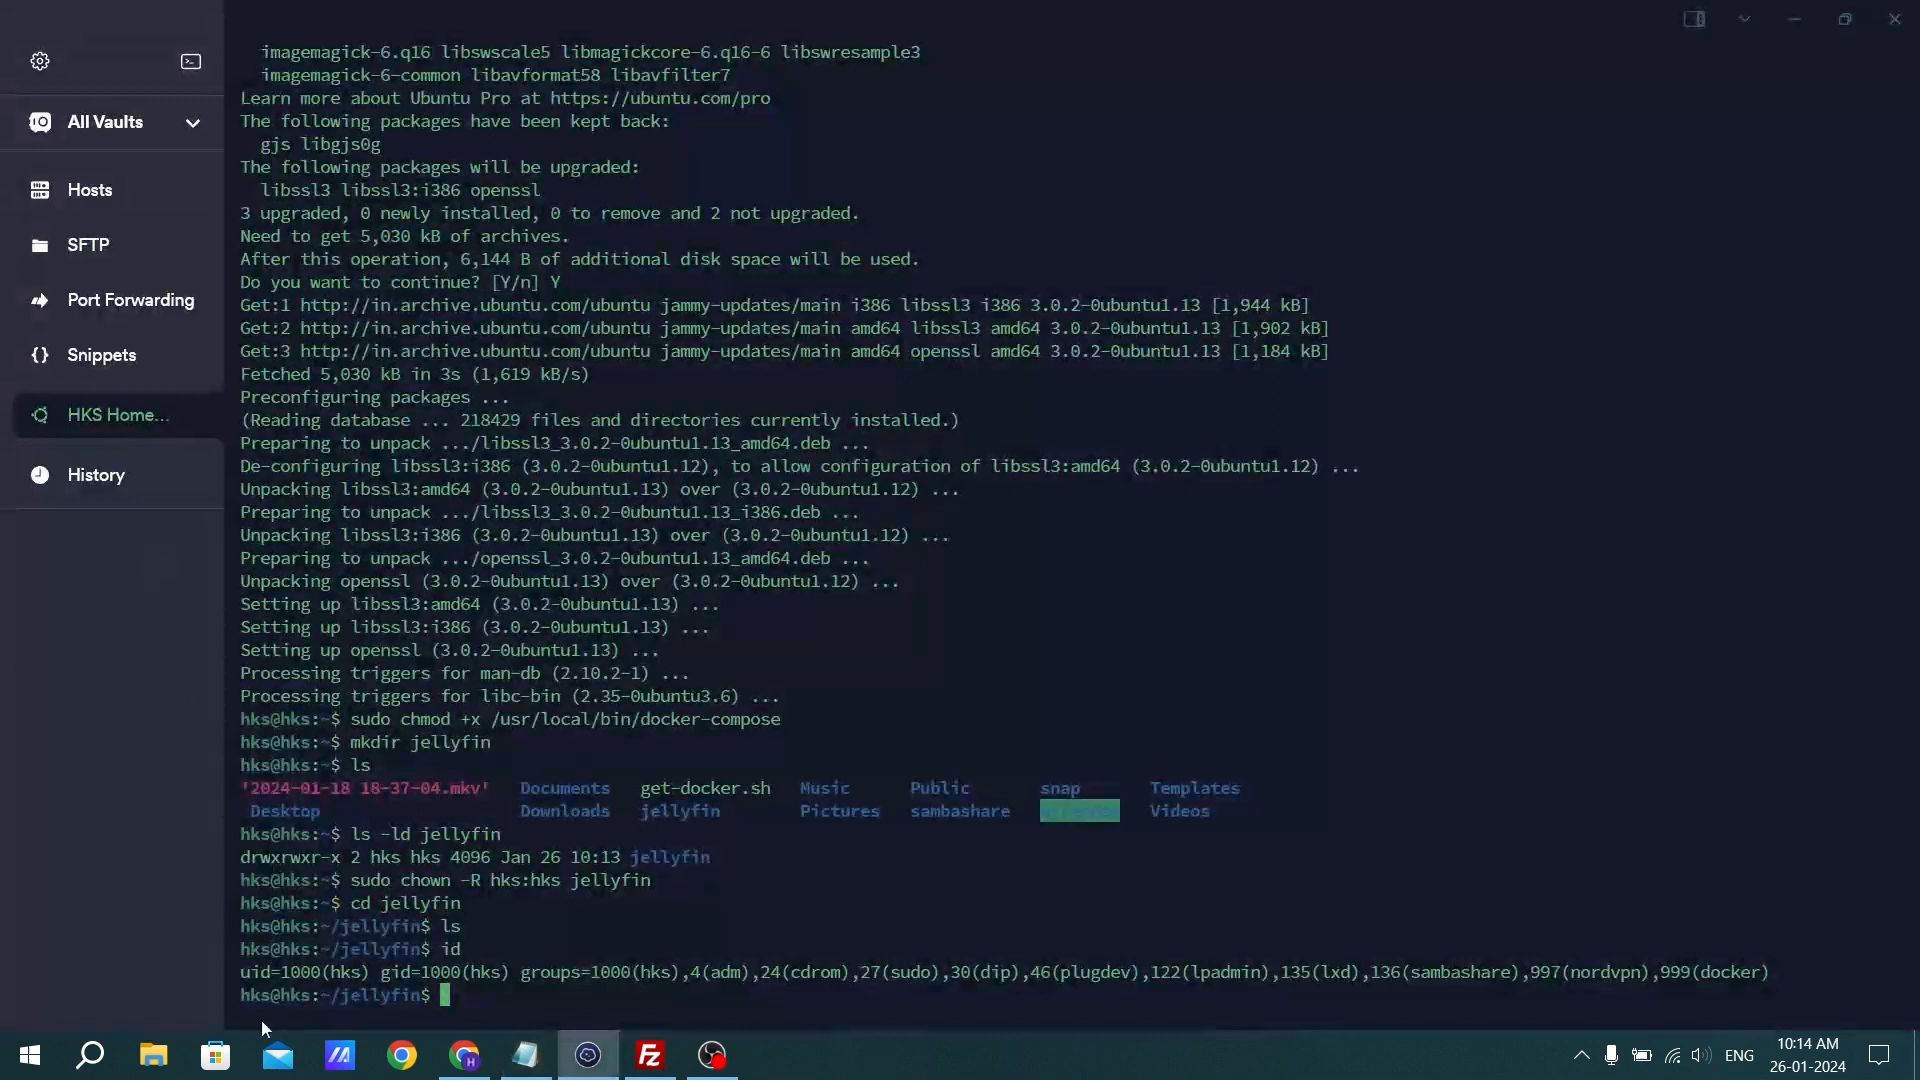 imagemagick-6.q16 libswscale5 libmagickcore-6.q16-6 libswresample3
imagemagick-6-common libavformat58 libavfilter7
Learn more about Ubuntu Pro at https://ubuntu.com/pro
All Vaults
The following packages have been kept back:
gjs libgjs0g
The following packages will be upgraded:
Hosts
libssl3 libssl3:i386 openssl
3 upgraded, 0 newly installed, 0 to remove and 2 not upgraded.
Need to get 5,030 kB of archives.
SFTP
After this operation, 6,144 B of additional disk space will be used.
Do you want to continue? [Y/n] Y
Port Forwarding
Get:1 http://in.archive.ubuntu.com/ubuntu jammy-updates/main i386 libssl3 i386 3.0.2-0ubuntu1.13 [1,944 kB]
Get:2 http://in.archive.ubuntu.com/ubuntu jammy-updates/main amd64 libssl3 amd64 3.0.2-0ubuntu1.13 [1,902 kB]
Snippets
Get:3 http://in.archive.ubuntu.com/ubuntu jammy-updates/main amd64 openssl amd64 3.0.2-0ubuntu1.13 [1,184 kB]
Fetched 5,030 kB in 3s (1,619 kB/s)
Preconfiguring packages ...
HKS Home...
(Reading database ... 218429 files and directories currently installed.)
Preparing to unpack .../libssl3_3.0.2-0ubuntu1.13_amd64.deb ...
De-configuring libssl3:i386 (3.0.2-0ubuntu1.12), to allow configuration of libssl3:amd64 (3.0.2-0ubuntu1.12) ...
History
Unpacking libssl3:amd64 (3.0.2-0ubuntu1.13) over (3.0.2-0ubuntu1.12) ...
Preparing to unpack .../libssl3_3.0.2-0ubuntu1.13_i386.deb ...
Unpacking libssl3:i386 (3.0.2-0ubuntu1.13) over (3.0.2-0ubuntu1.12) ...
Preparing to unpack .../openssl_3.0.2-0ubuntu1.13_amd64.deb ...
Unpacking openssl (3.0.2-0ubuntu1.13) over (3.0.2-0ubuntu1.12) ...
Setting up libssl3:amd64 (3.0.2-0ubuntu1.13) ...
Setting up libssl3:i386 (3.0.2-0ubuntu1.13) ...
Setting up openssl (3.0.2-0ubuntu1.13) ...
Processing triggers for man-db (2.10.2-1) ...
Processing triggers for libc-bin (2.35-0ubuntu3.6) ...
hks@hks:~$ sudo chmod +x /usr/local/bin/docker-compose
hks@hks:~$ mkdir jellyfin
hks@hks:~$ ls
'2024-01-18 18-37-04.mkv' Documents get-docker.sh Music Public snap Templates
Desktop Downloads jellyfin Pictures sambashare Videos
hks@hks:~$ ls -ld jellyfin
drwxrwxr-x 2 hks hks 4096 Jan 26 10:13 jellyfin
hks@hks:~$ sudo chown -R hks:hks jellyfin
hks@hks:~$ cd jellyfin
hks@hks:~/jellyfin$ ls
hks@hks:~/jellyfin$ id
uid=1000(hks) gid=1000(hks) groups=1000(hks),4(adm),24(cdrom),27(sudo),30(dip),46(plugdev),122(lpadmin),135(lxd),136(sambashare),997(nordvpn),999(docker)
hks@hks:~/jellyfin$
ENG
10:14 AM
26-01-2024